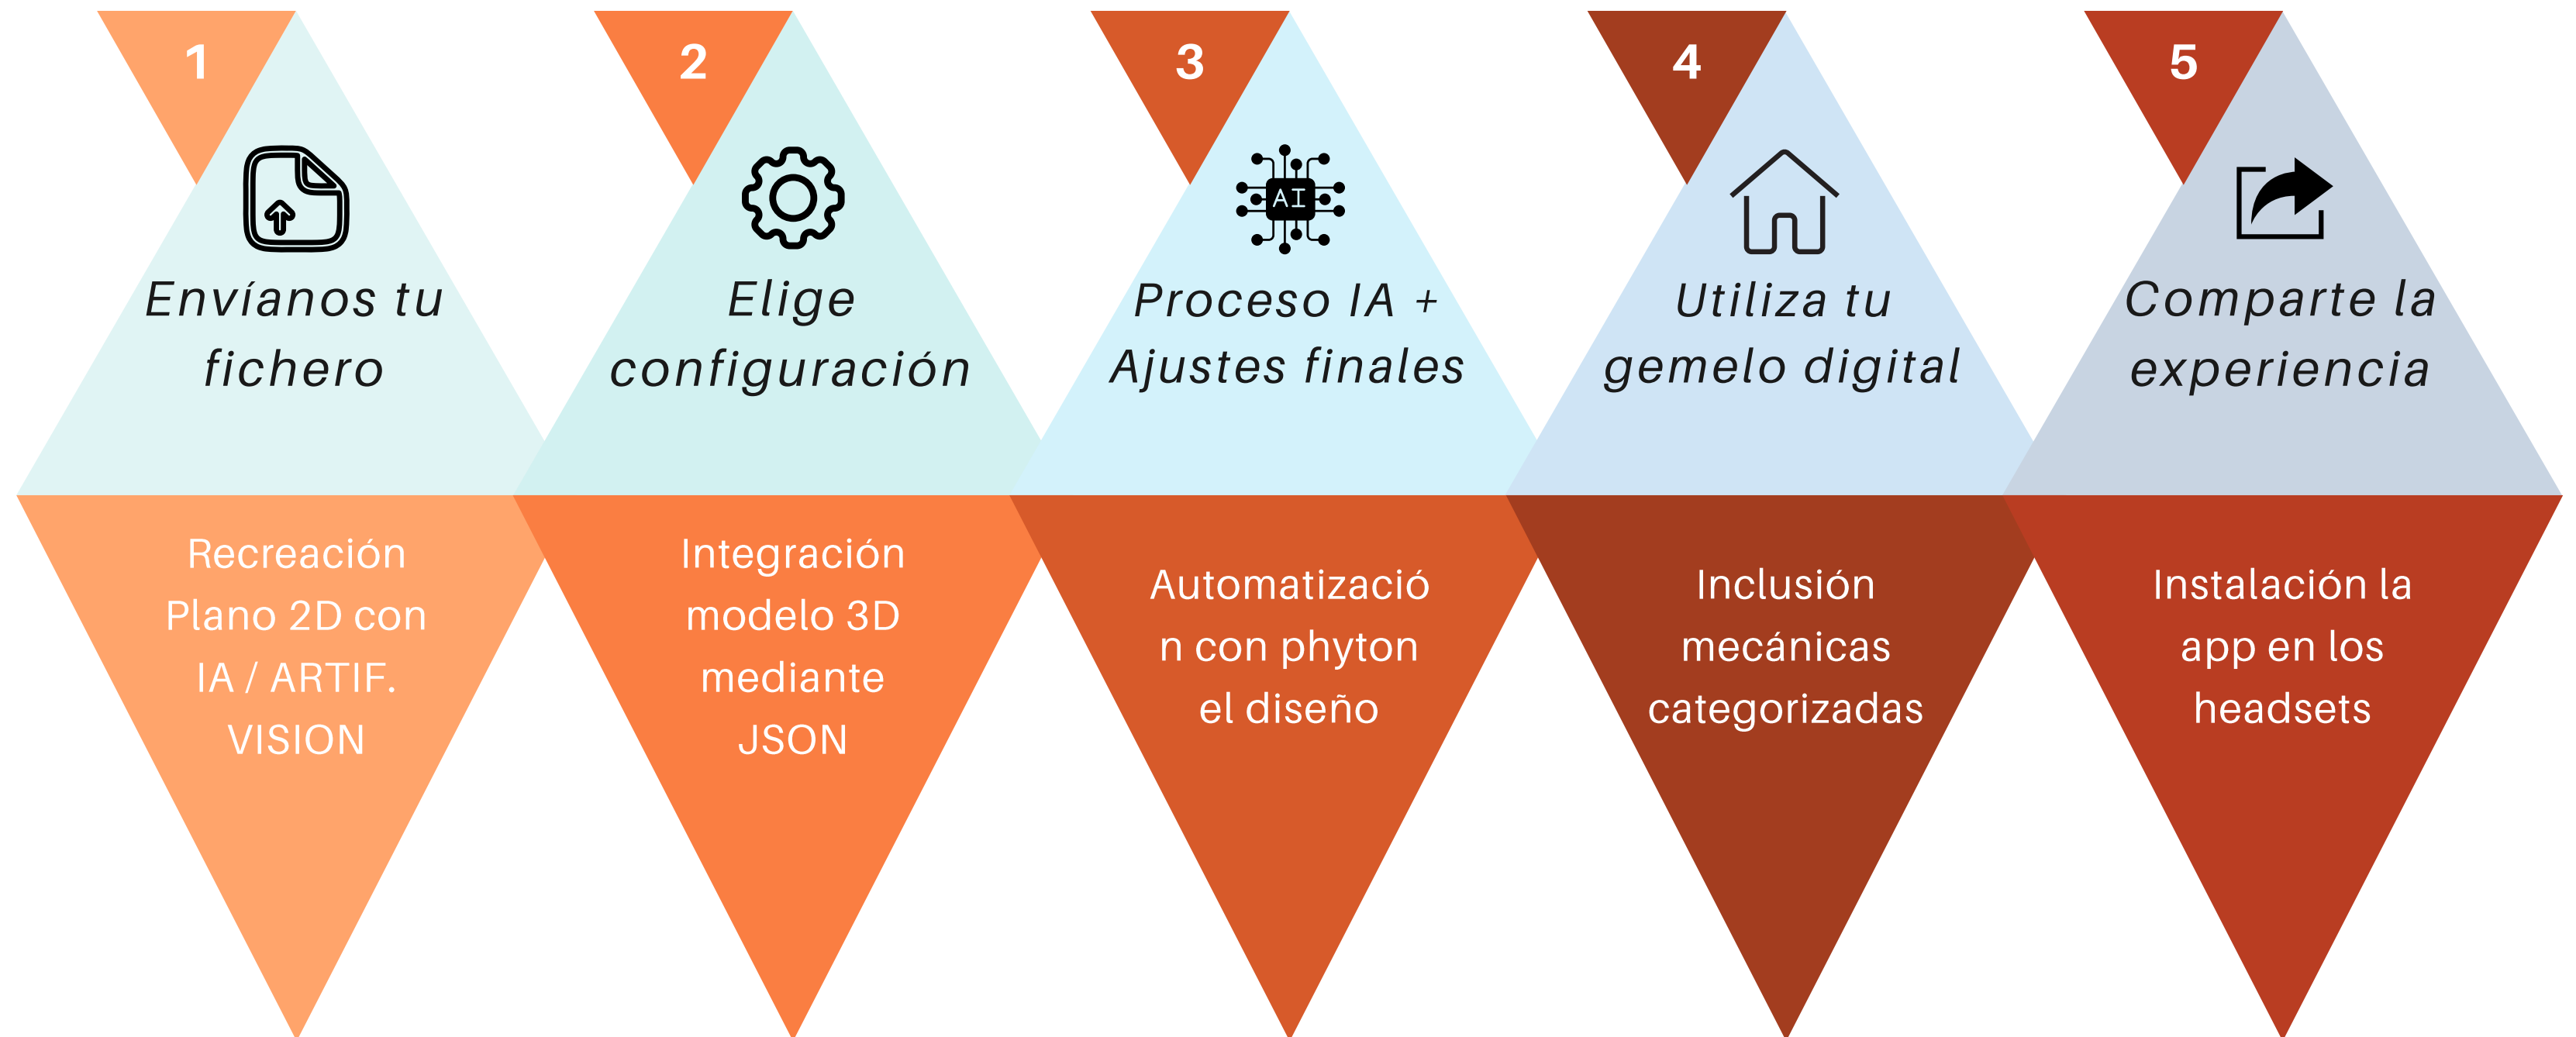 1
Envíanos tu
fichero
Recreación
Plano 2D con
IA / ARTIF.
VISION
2
Elige
configuración
Integración
modelo 3D
mediante
JSON
3
AI
Proceso IA +
Ajustes finales
Automatizació
n con phyton
el diseño
4
Utiliza tu
gemelo digital
Inclusión
mecánicas
categorizadas
5
Comparte la
experiencia
Instalación la
app en los
headsets